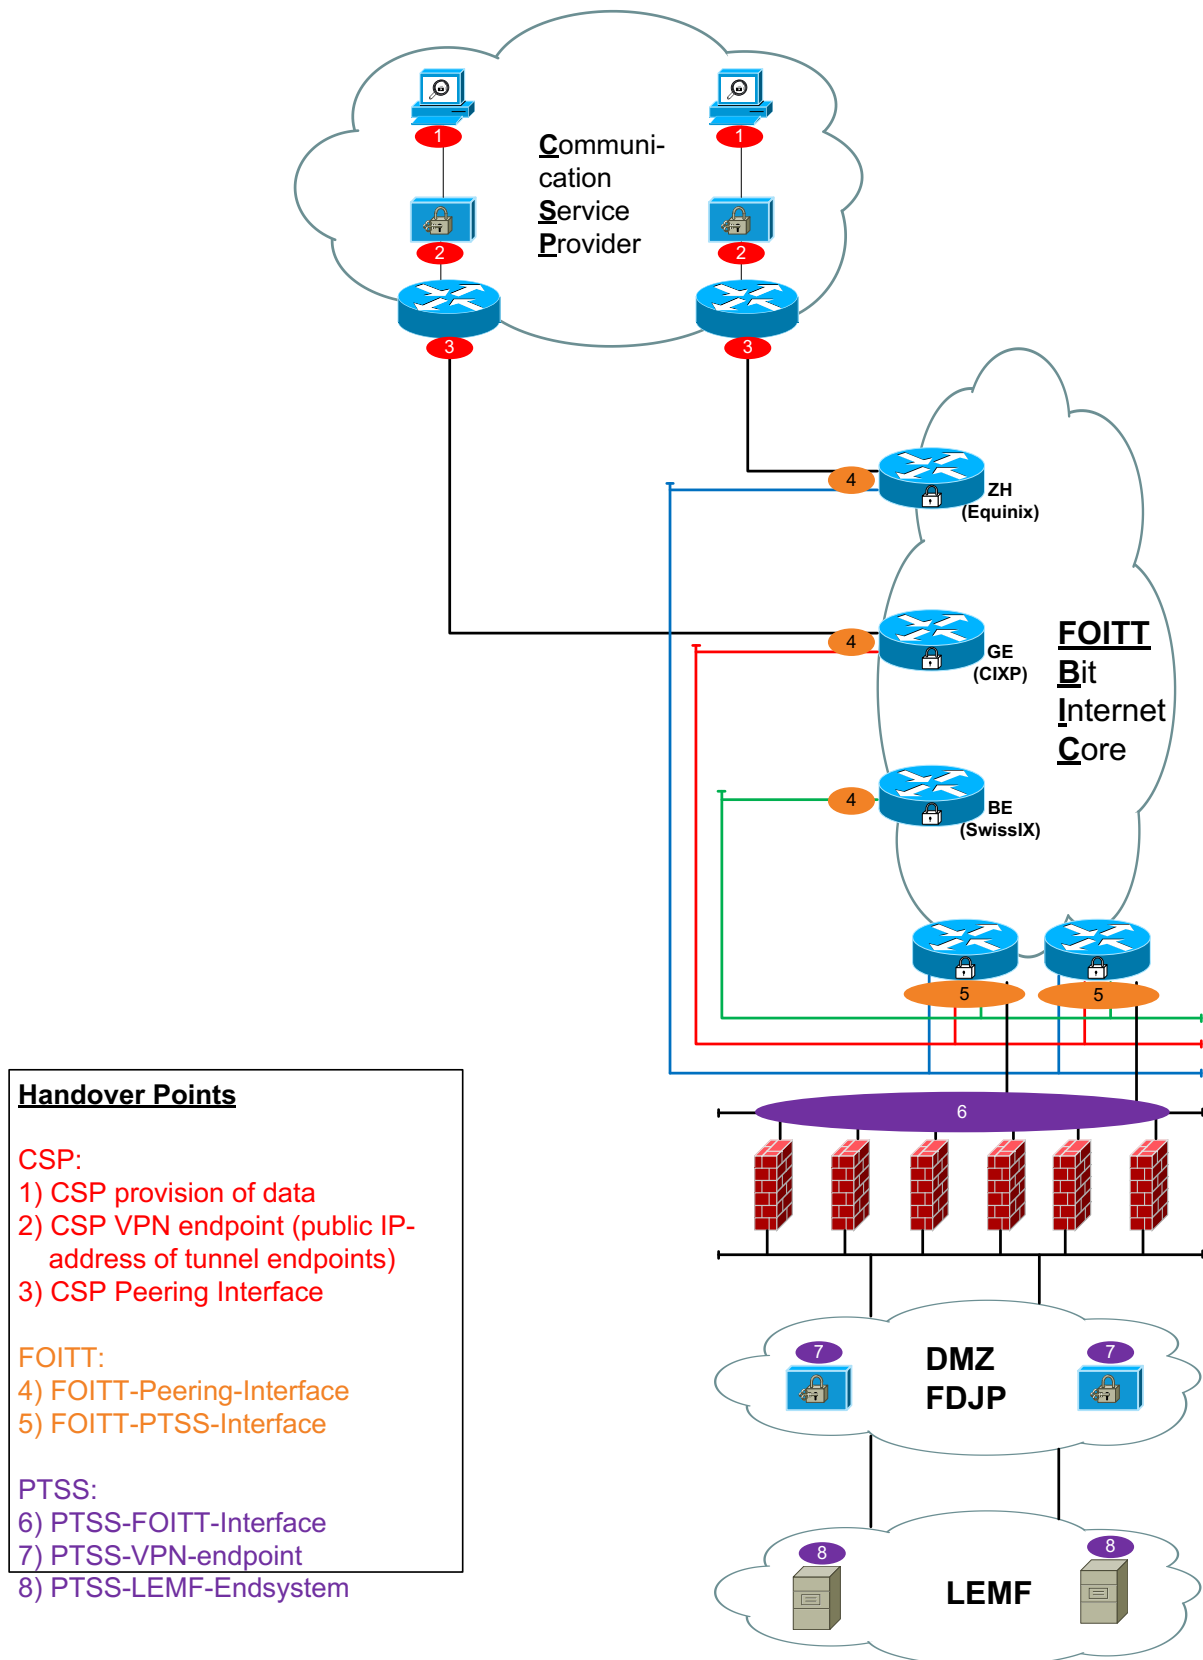 1
1
Communi-
cation
Service
Provider
2
2
3
3
4
ZH
(Equinix)
4
GE
(CIXP)
FOITT
Bit
Internet
Core
4
BE
(SwissIX)
5
5
6
Handover Points
CSP:
1) CSP provision of data
2) CSP VPN endpoint (public IP-
address of tunnel endpoints)
3) CSP Peering Interface
FOITT:
4) FOITT-Peering-Interface
5) FOITT-PTSS-Interface
PTSS:
6) PTSS-FOITT-Interface
7) PTSS-VPN-endpoint
8) PTSS-LEMF-Endsystem
7
7
DMZ
FDJP
8
8
LEMF